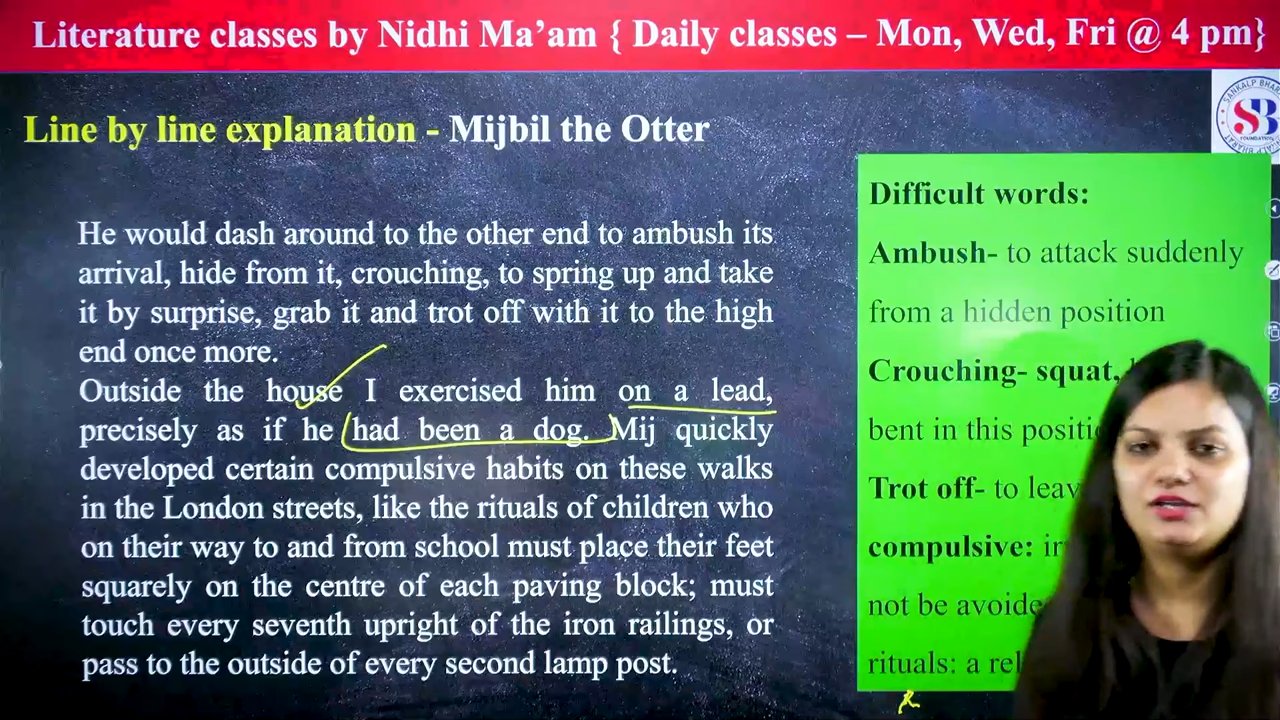 Literature classes by Nidhi Ma’am { Daily classes – Mon, Wed, Fri @ 4 pm}
SANKALP BHARAT
SB
FOUNDATION
Line by line explanation - Mijbil the Otter
He would dash around to the other end to ambush its
arrival, hide from it, crouching, to spring up and take
it by surprise, grab it and trot off with it to the high
end once more.
Outside the house I exercised him on a lead,
precisely as if he had been a dog. Mij quickly
developed certain compulsive habits on these walks
in the London streets, like the rituals of children who
on their way to and from school must place their feet
squarely on the centre of each paving block; must
touch every seventh upright of the iron railings, or
pass to the outside of every second lamp post.
Difficult words:
Ambush- to attack suddenly
from a hidden position
Crouching- squat,
bent in this
Trot off- to
compulsive:
not be
rituals: a